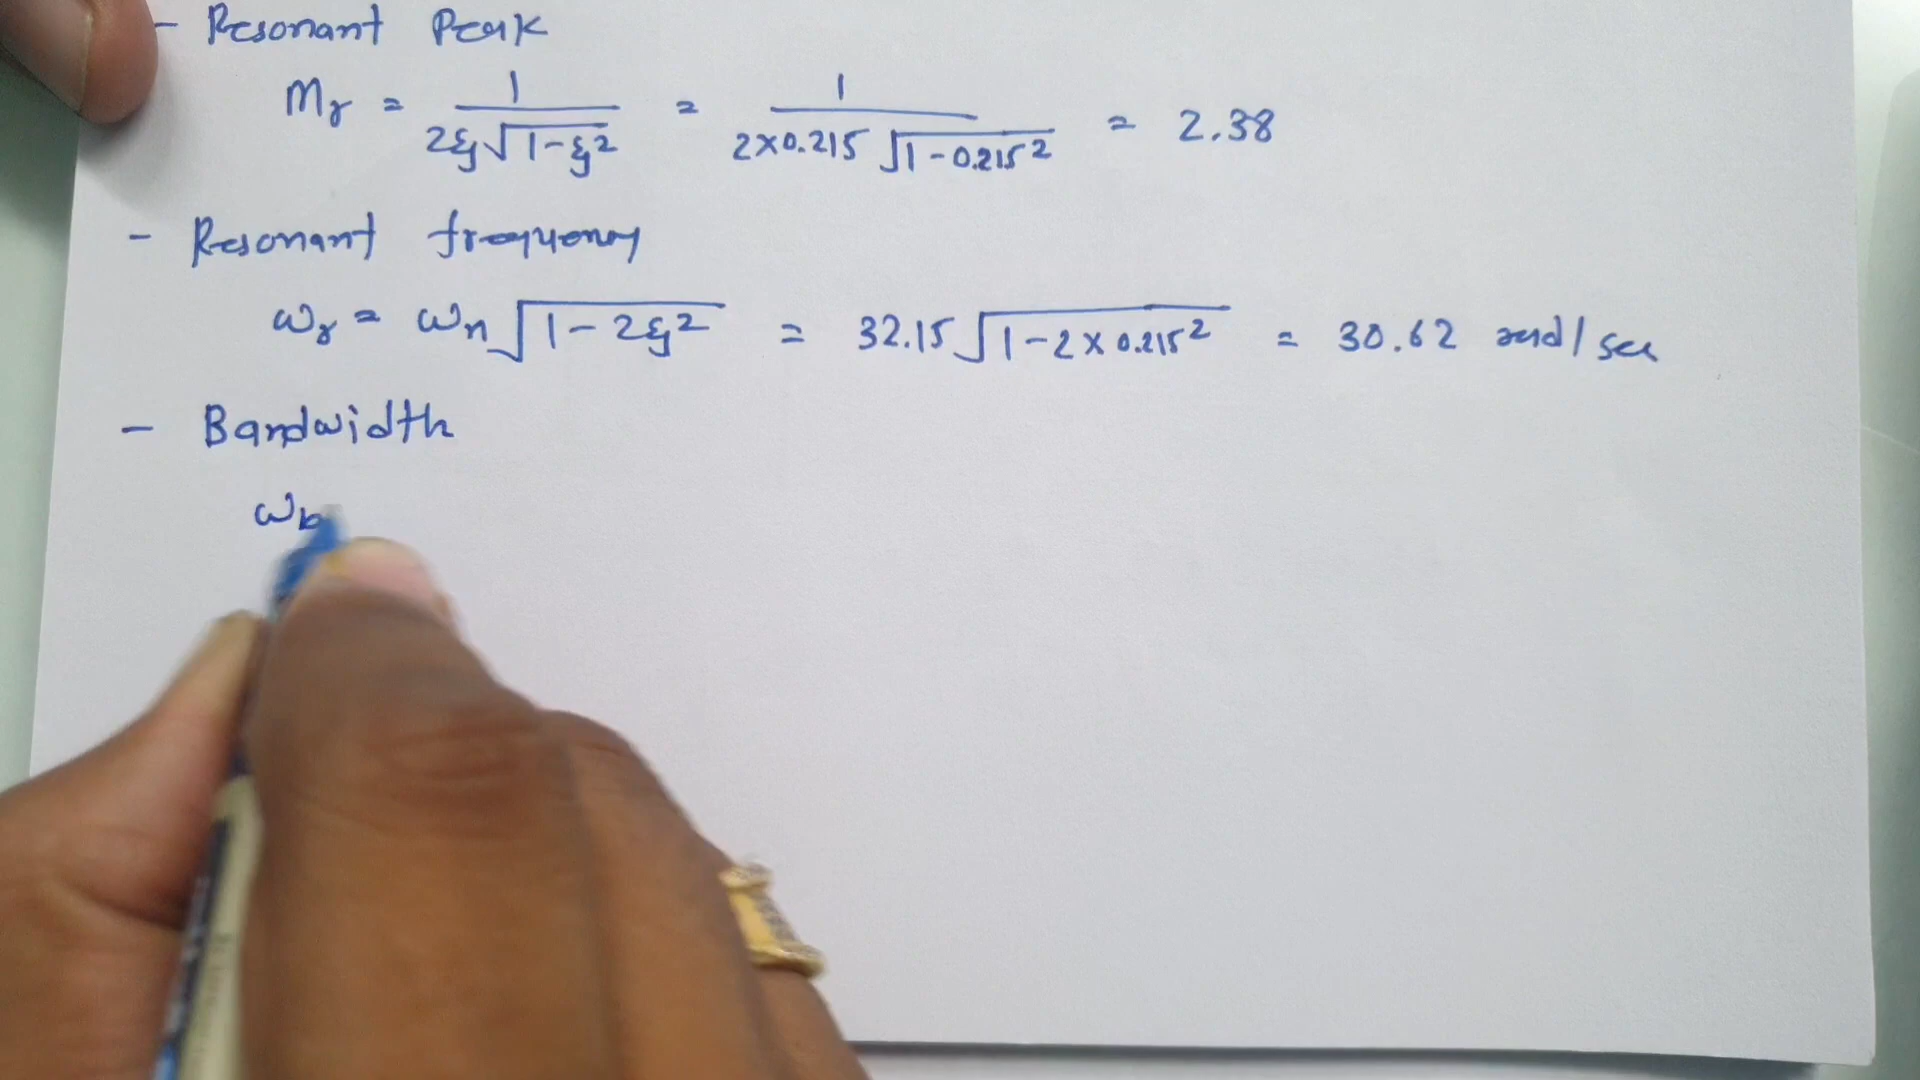 - Resonant Peak
Mr = 1 / 2ξ√1-ξ² = 1 / 2×0.215 √1-0.215² = 2.38
- Resonant frequency
ωr = ωn √1-2ξ² = 32.15 √1-2×0.215² = 30.62 rad/sec
- Bandwidth
ωb